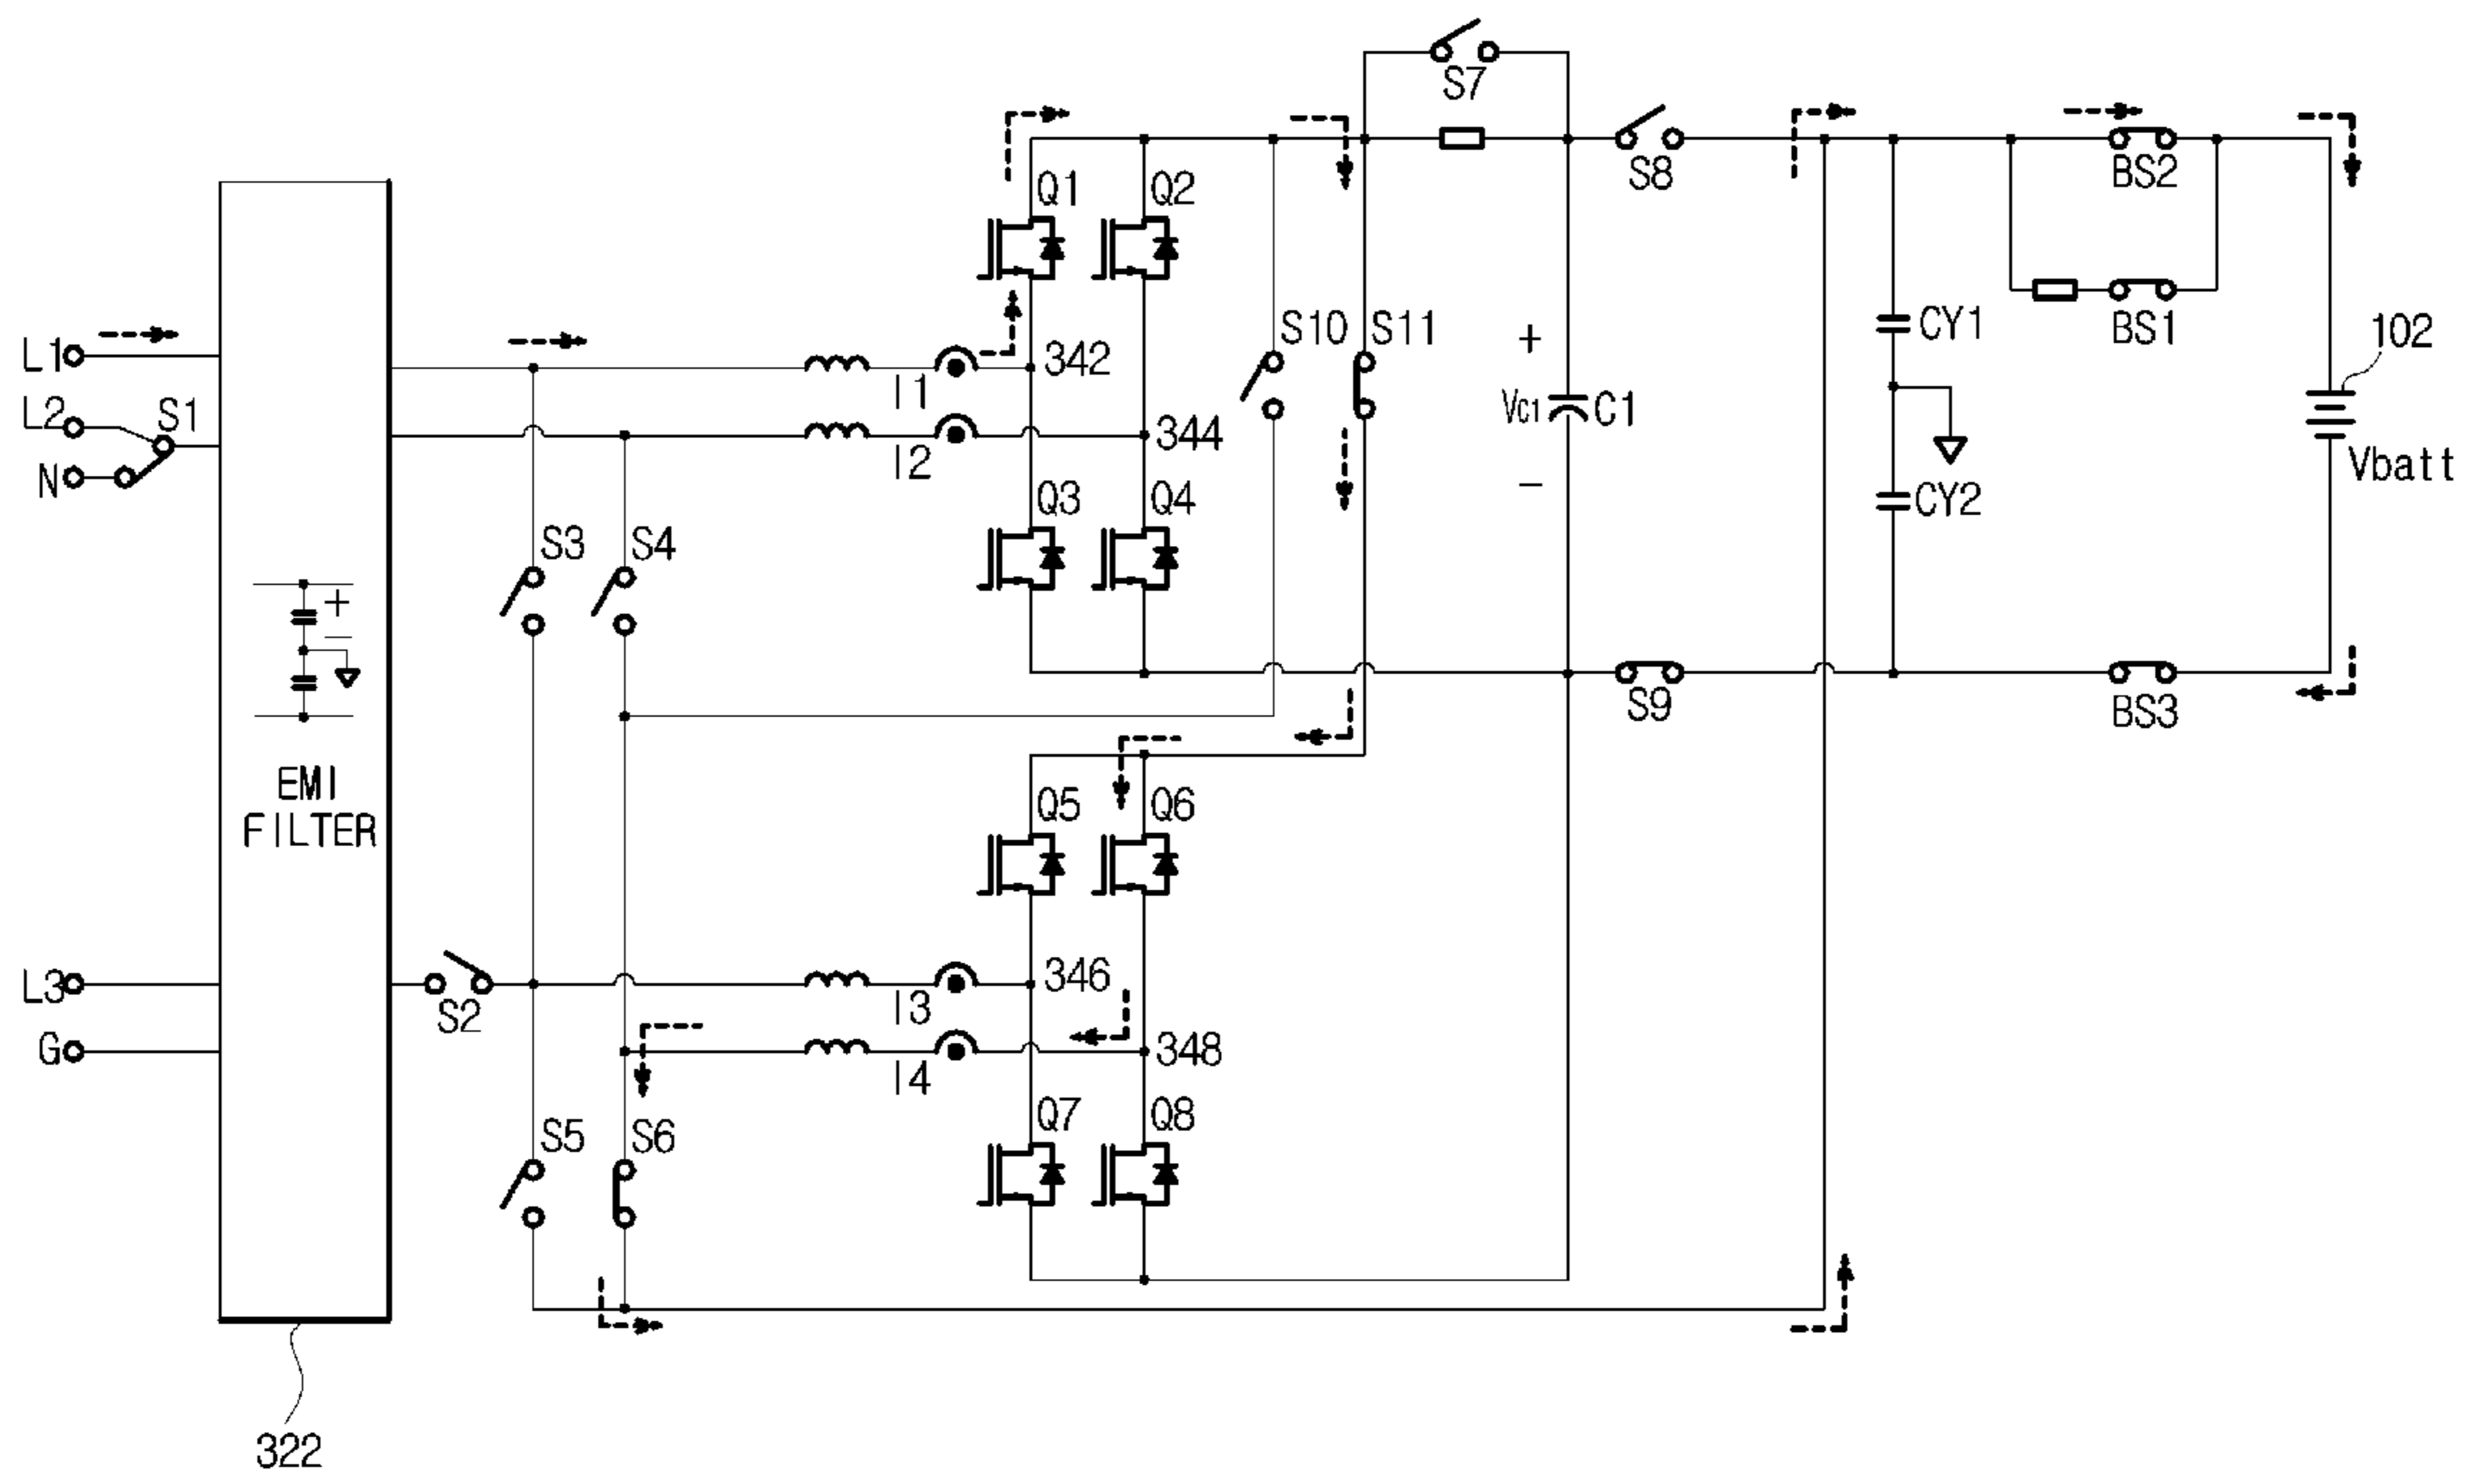 S7
S8
BS2
Q1
Q2
L1
S10
S11
CY1
BS1
102
342
I1
+
L2
S1
VC1
C1
344
I2
N
Vbatt
−
Q3
Q4
CY2
S3
S4
+
−
S9
BS3
EMI
FILTER
Q5
Q6
346
L3
I3
S2
348
G
I4
Q7
Q8
S5
S6
322